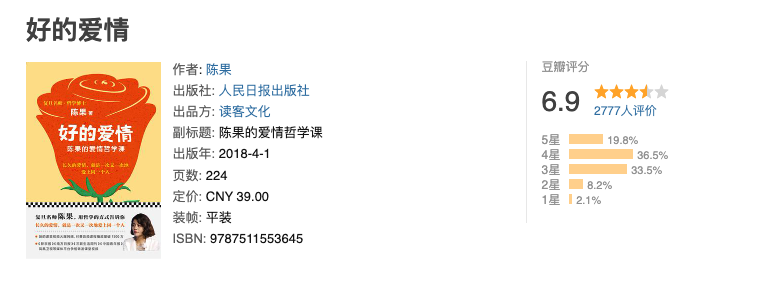 好的爱情
复旦名师·哲学博士
陈果 著
好的爱情
陈果的爱情哲学课
长久的爱情，就是一次又一次地
爱上同一个人
复旦名师陈果，用哲学的方式告诉你
长久的爱情，就是一次又一次地爱上同一个人
作者: 陈果
出版社: 人民日报出版社
出品方: 读客文化
副标题: 陈果的爱情哲学课
出版年: 2018-4-1
页数: 224
定价: CNY 39.00
装帧: 平装
ISBN: 9787511553645
豆瓣评分
6.9
2777人评价
5星 19.8%
4星 36.5%
3星 33.5%
2星 8.2%
1星 2.1%